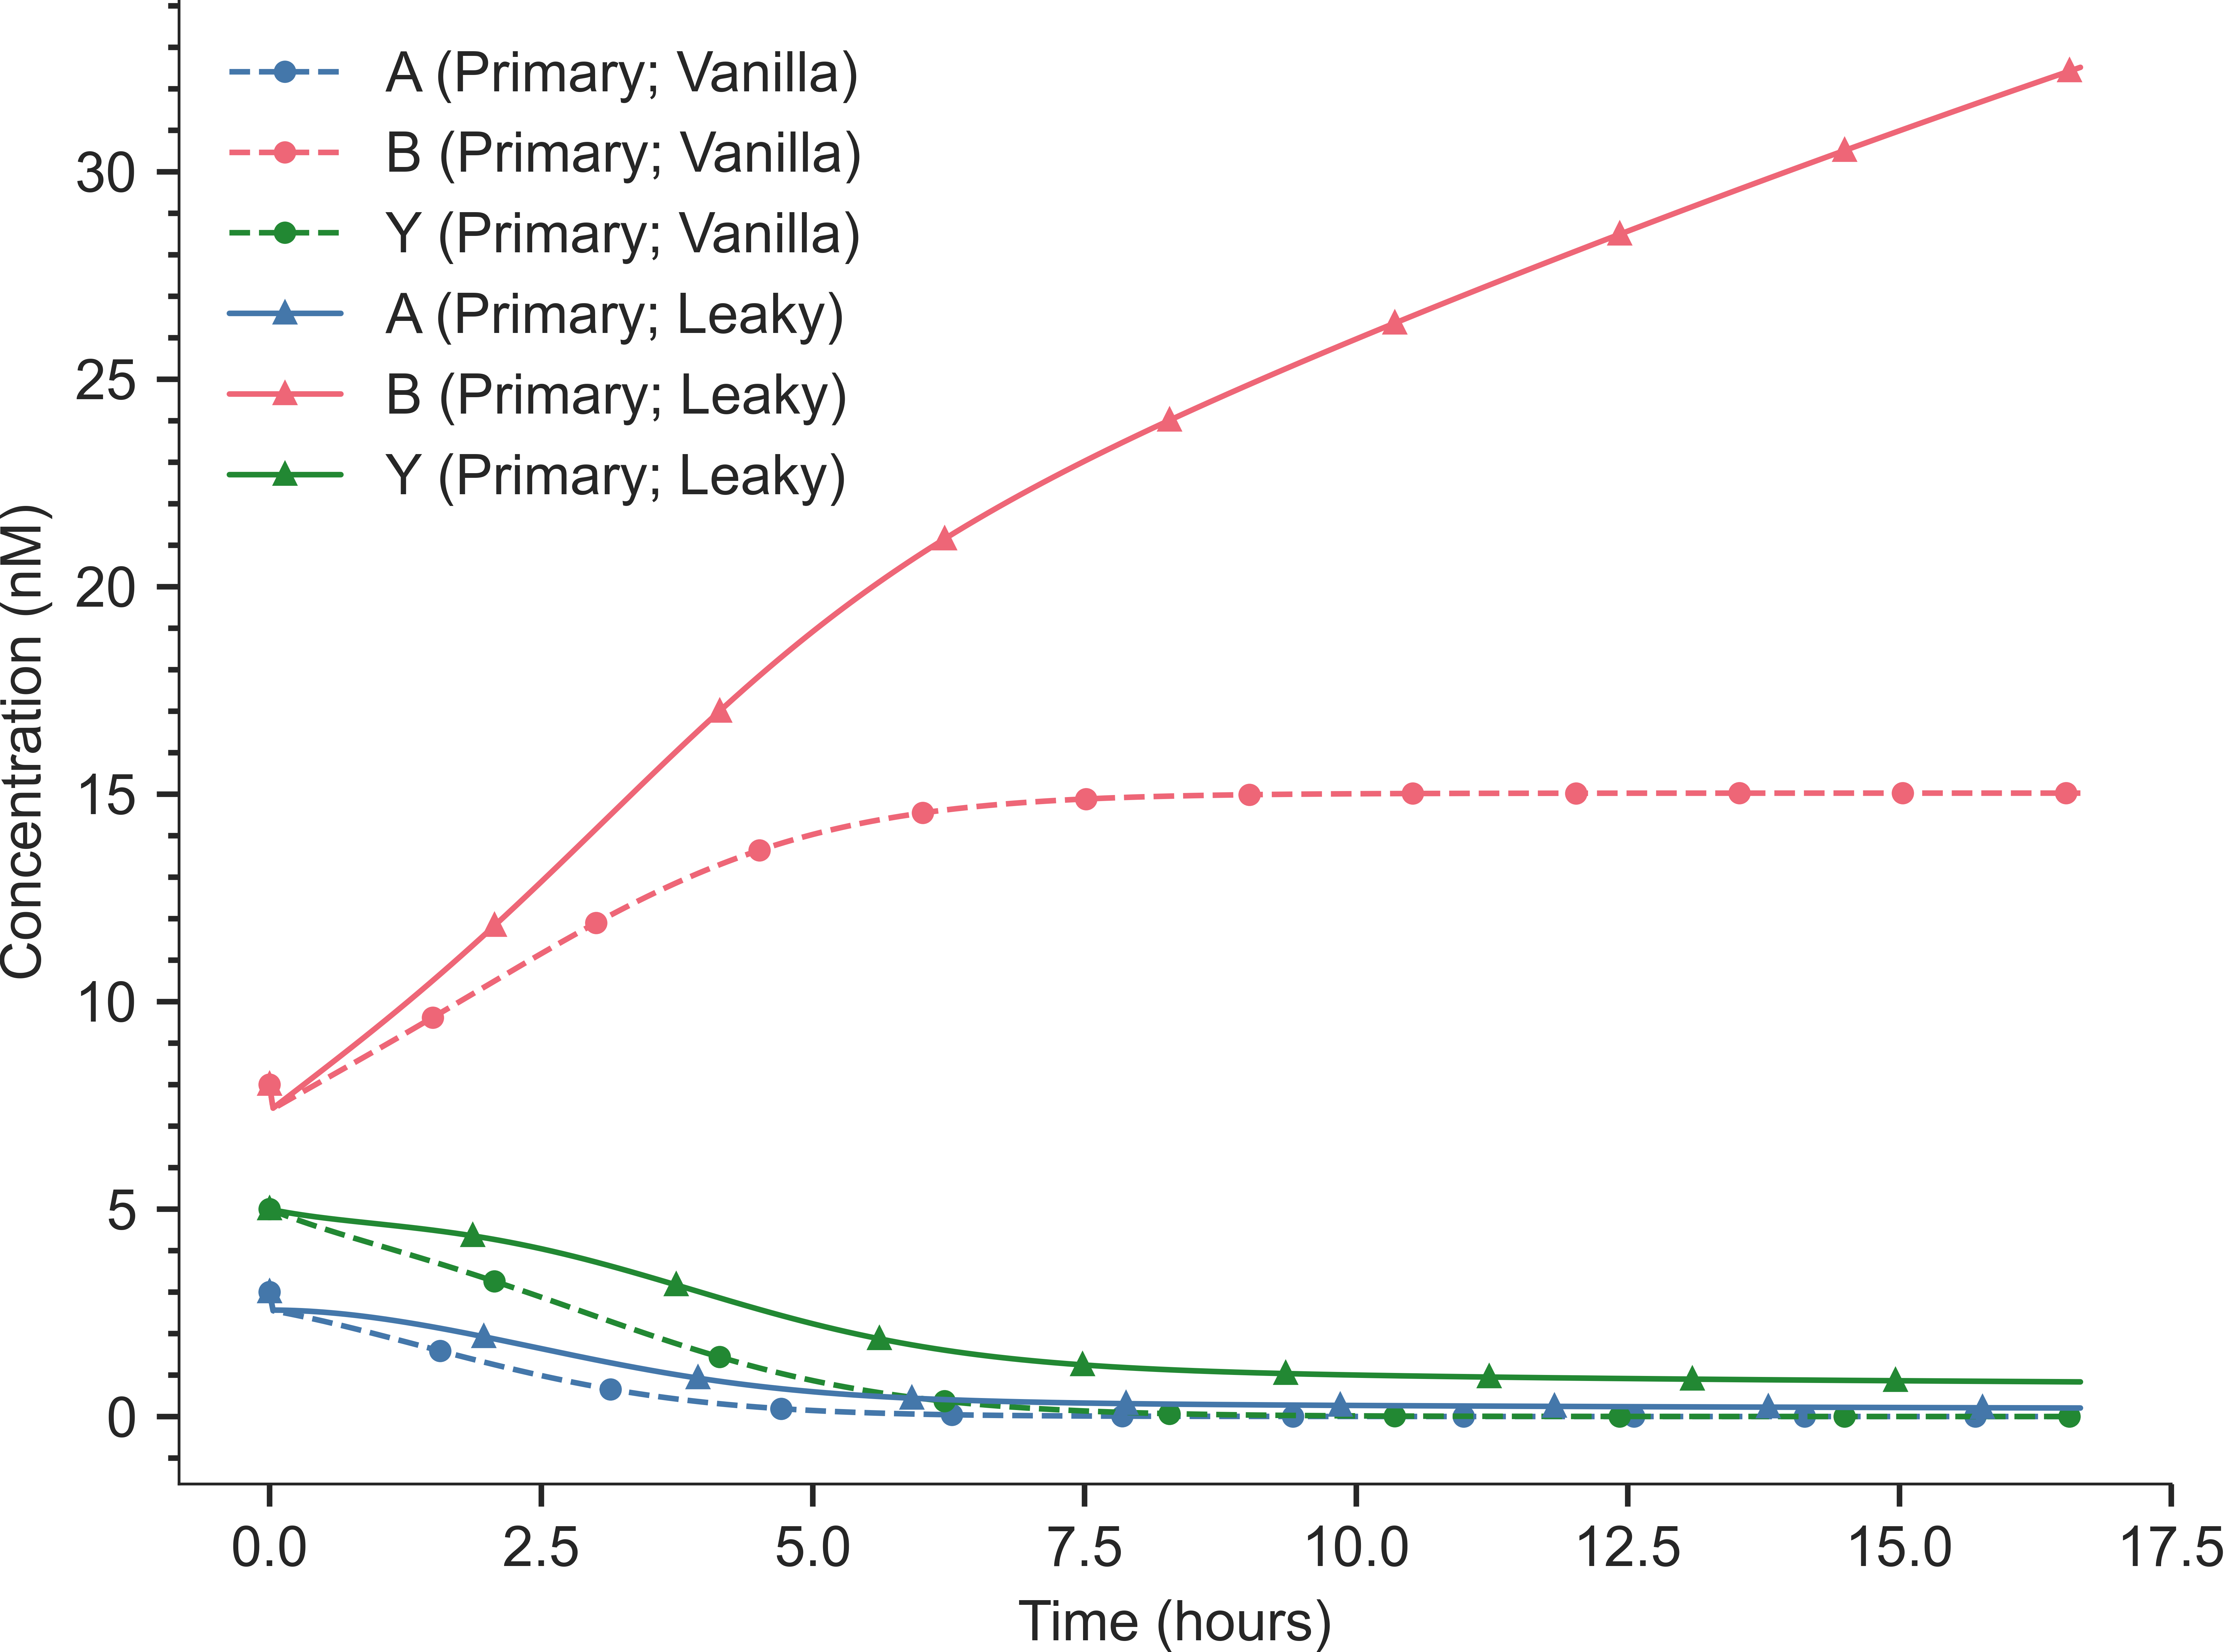 A (Primary; Vanilla)
B (Primary; Vanilla)
Y (Primary; Vanilla)
A (Primary; Leaky)
B (Primary; Leaky)
Y (Primary; Leaky)
Concentration (nM)
30
25
20
15
10
5
0
0.0 2.5 5.0 7.5 10.0 12.5 15.0 17.5
Time (hours)